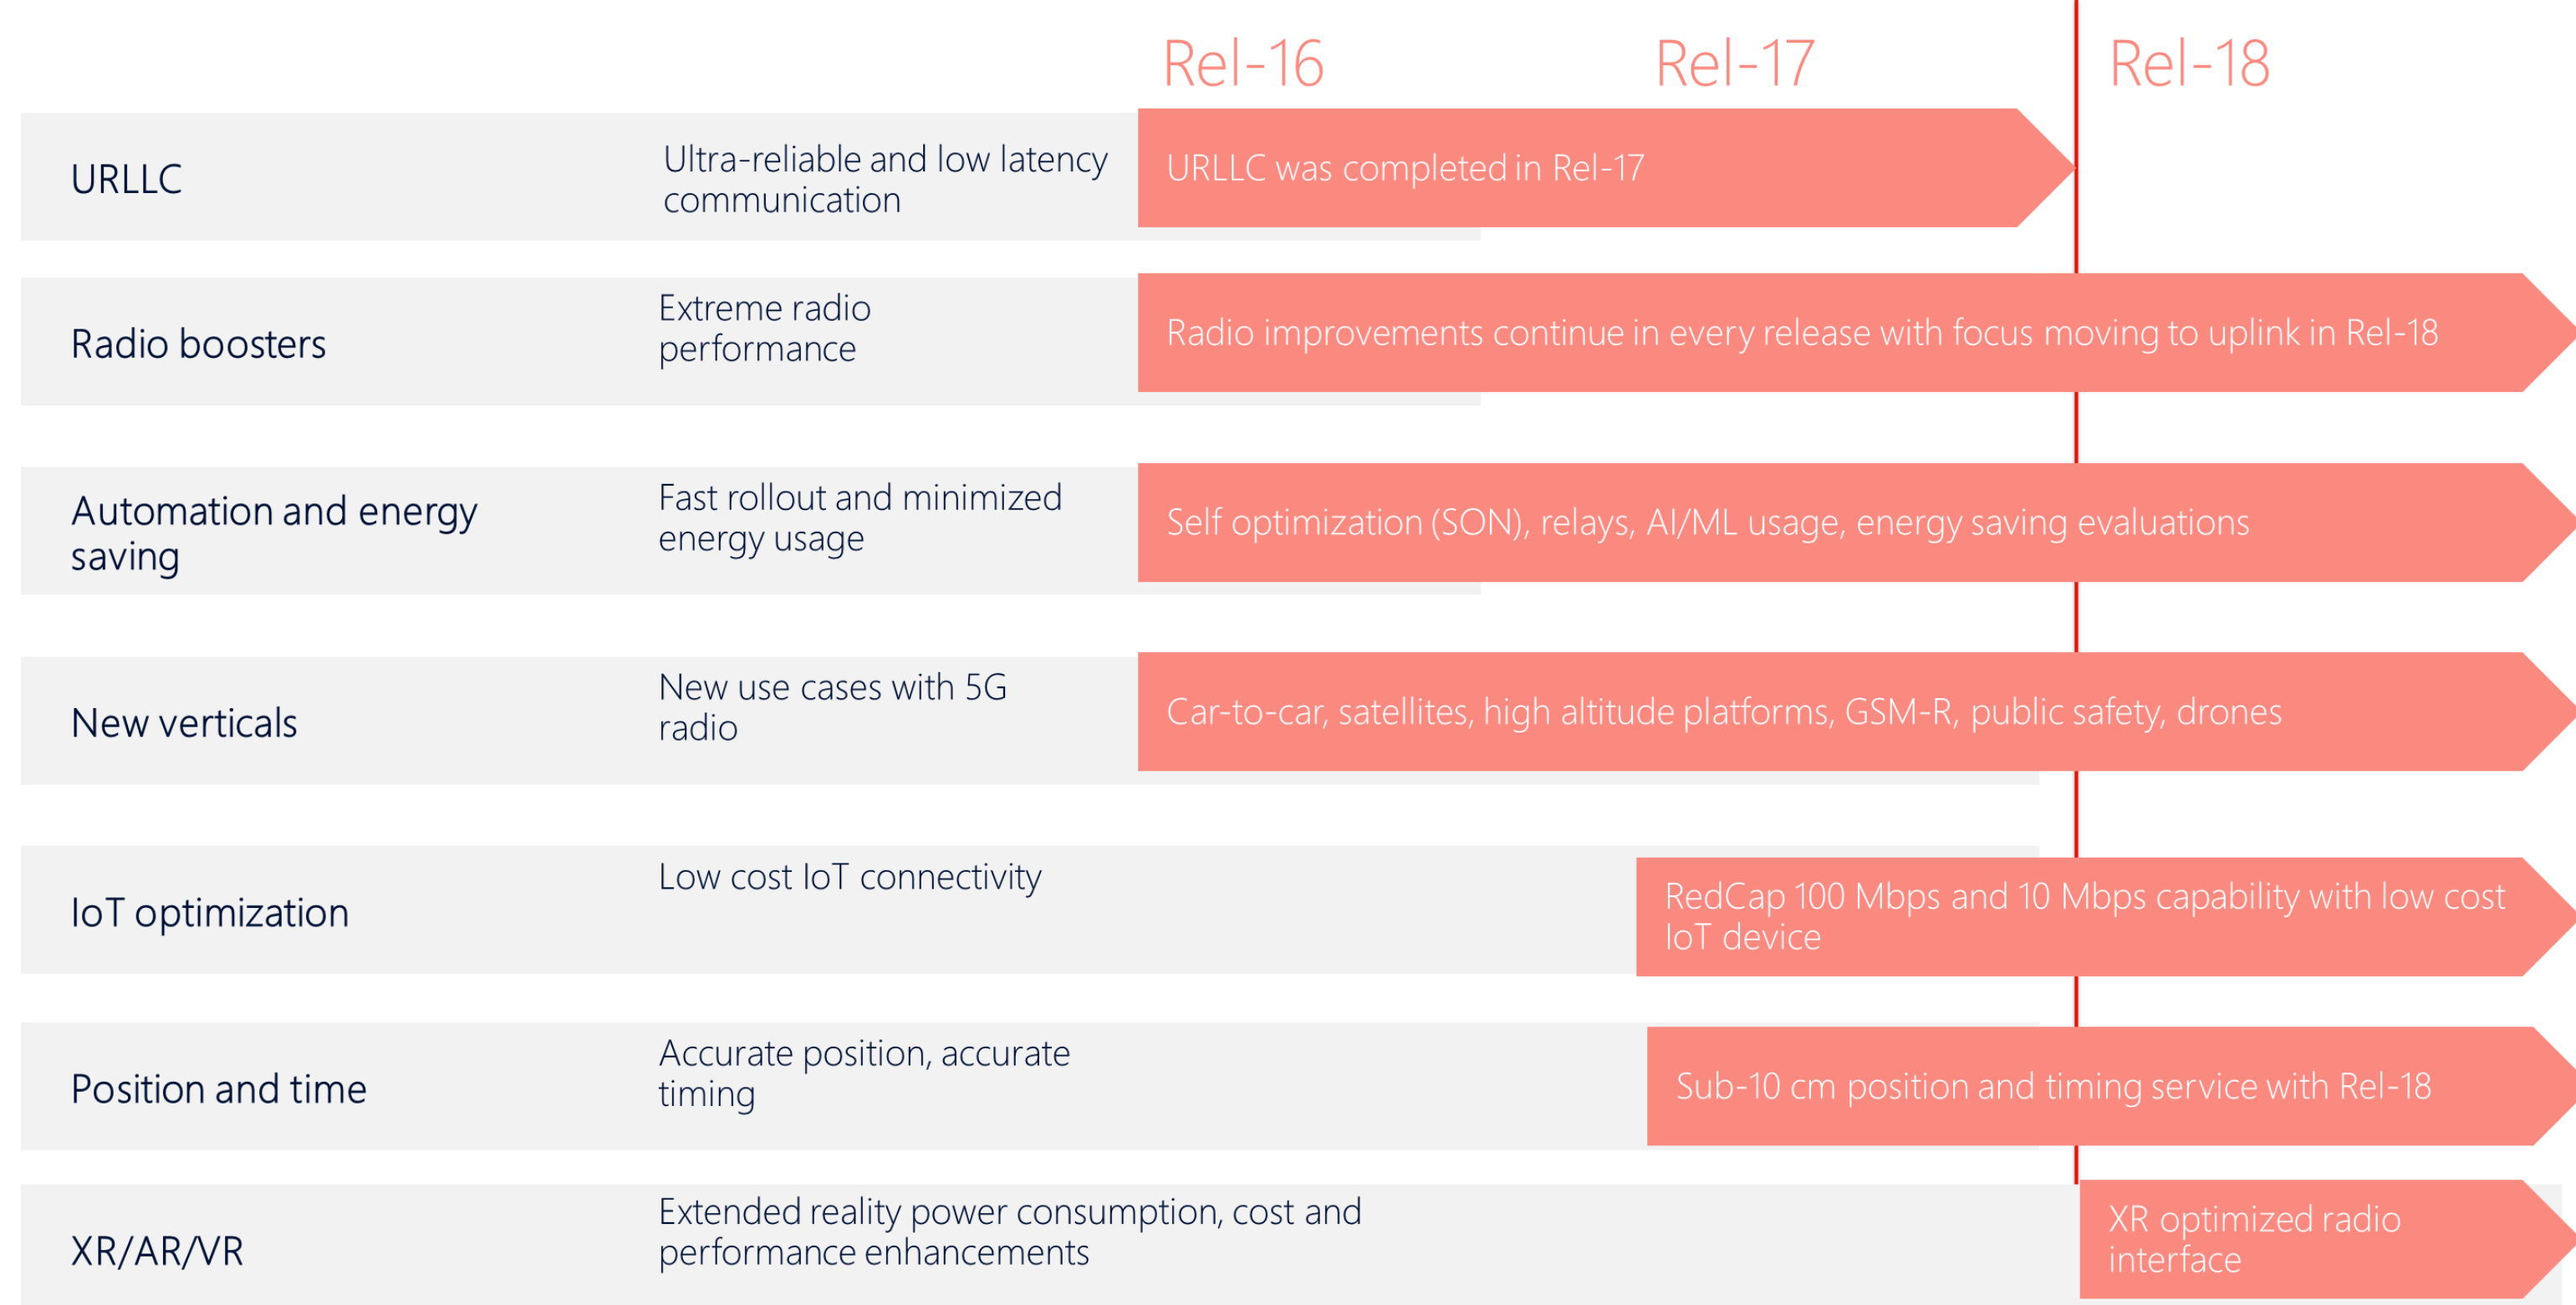 Rel-16
Rel-17
Rel-18
URLLC
Ultra-reliable and low latency
communication
URLLC was completed in Rel-17
Radio boosters
Extreme radio
performance
Radio improvements continue in every release with focus moving to uplink in Rel-18
Automation and energy
saving
Fast rollout and minimized
energy usage
Self optimization (SON), relays, AI/ML usage, energy saving evaluations
New verticals
New use cases with 5G
radio
Car-to-car, satellites, high altitude platforms, GSM-R, public safety, drones
IoT optimization
Low cost IoT connectivity
RedCap 100 Mbps and 10 Mbps capability with low cost
IoT device
Position and time
Accurate position, accurate
timing
Sub-10 cm position and timing service with Rel-18
XR/AR/VR
Extended reality power consumption, cost and
performance enhancements
XR optimized radio
interface